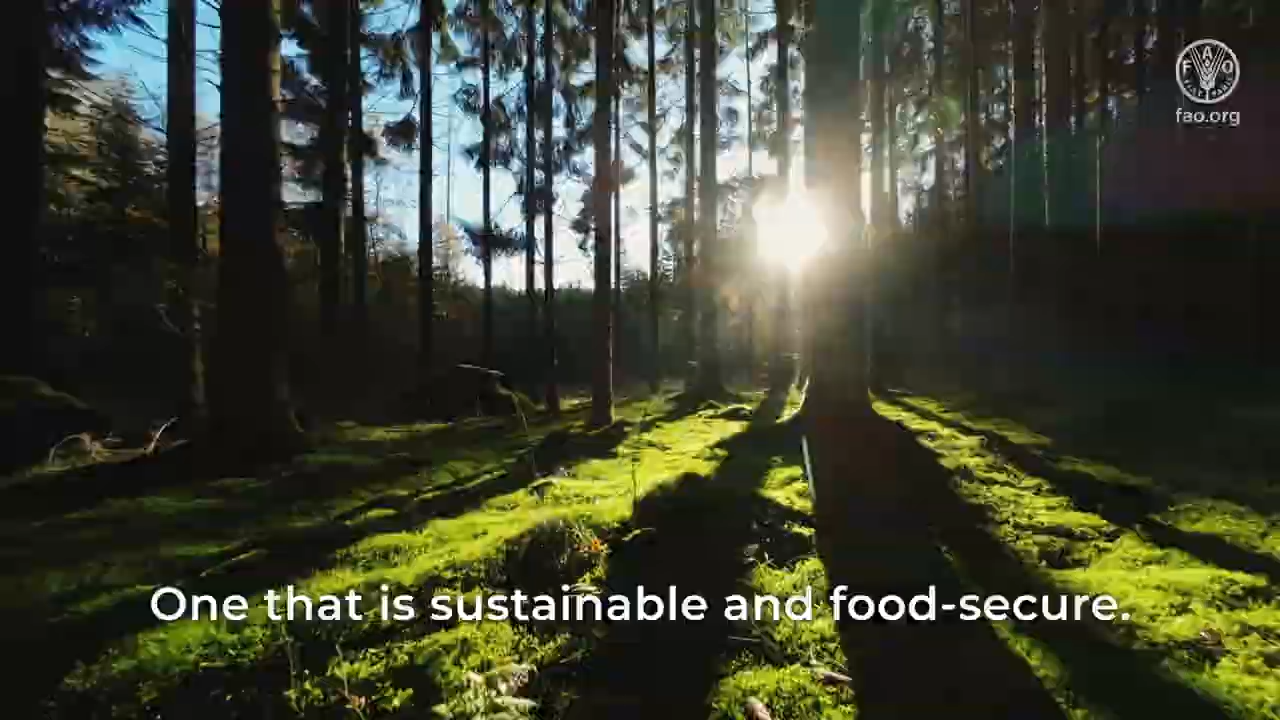 F A O
fao.org
One that is sustainable and food-secure.